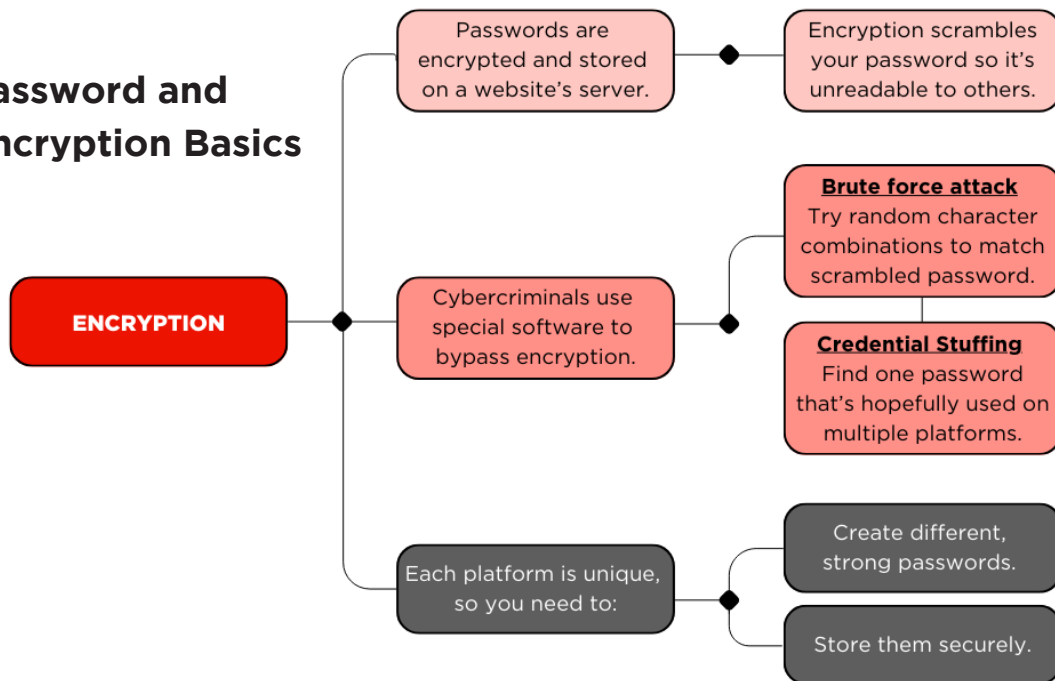 assword and
ncryption Basics
ENCRYPTION
Passwords are
encrypted and stored
on a website's server.
Encryption scrambles
your password so it's
unreadable to others.
Cybercriminals use
special software to
bypass encryption.
Brute force attack
Try random character
combinations to match
scrambled password.
Credential Stuffing
Find one password
that's hopefully used on
multiple platforms.
Each platform is unique,
so you need to:
Create different,
strong passwords.
Store them securely.